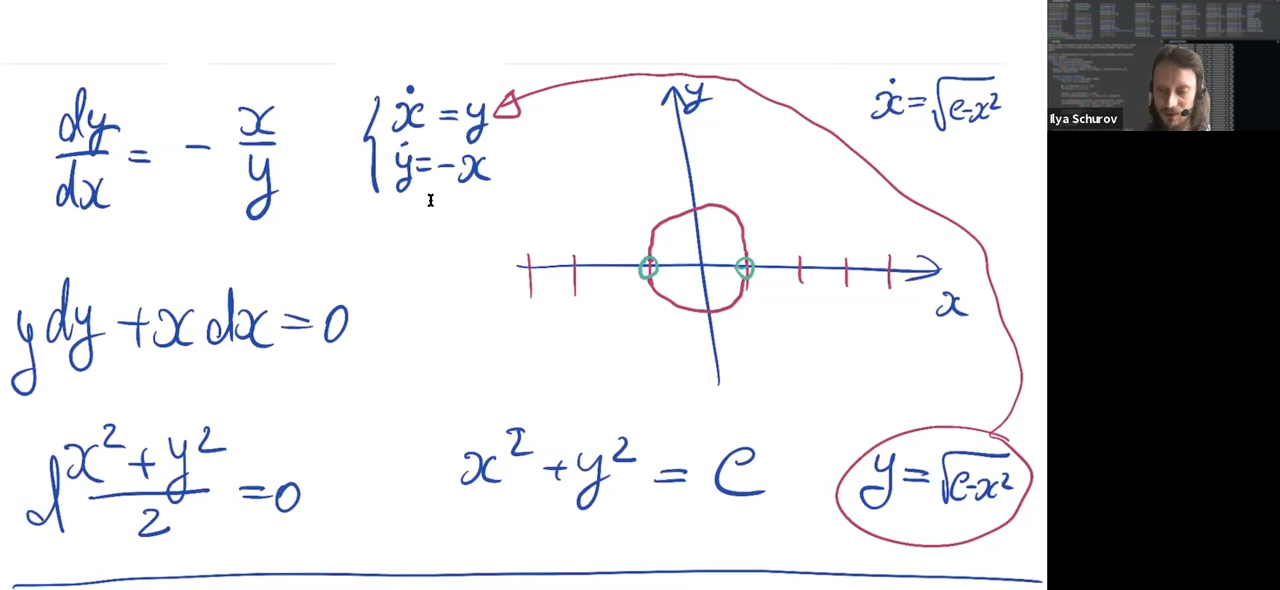 dy/dx = - x/y
{ ẋ = y
ẏ = -x
y
ẋ = √(C-x²)
Ilya Schurov
x
y dy + x dx = 0
d (x² + y²)/2 = 0
x² + y² = C
y = √(C-x²)